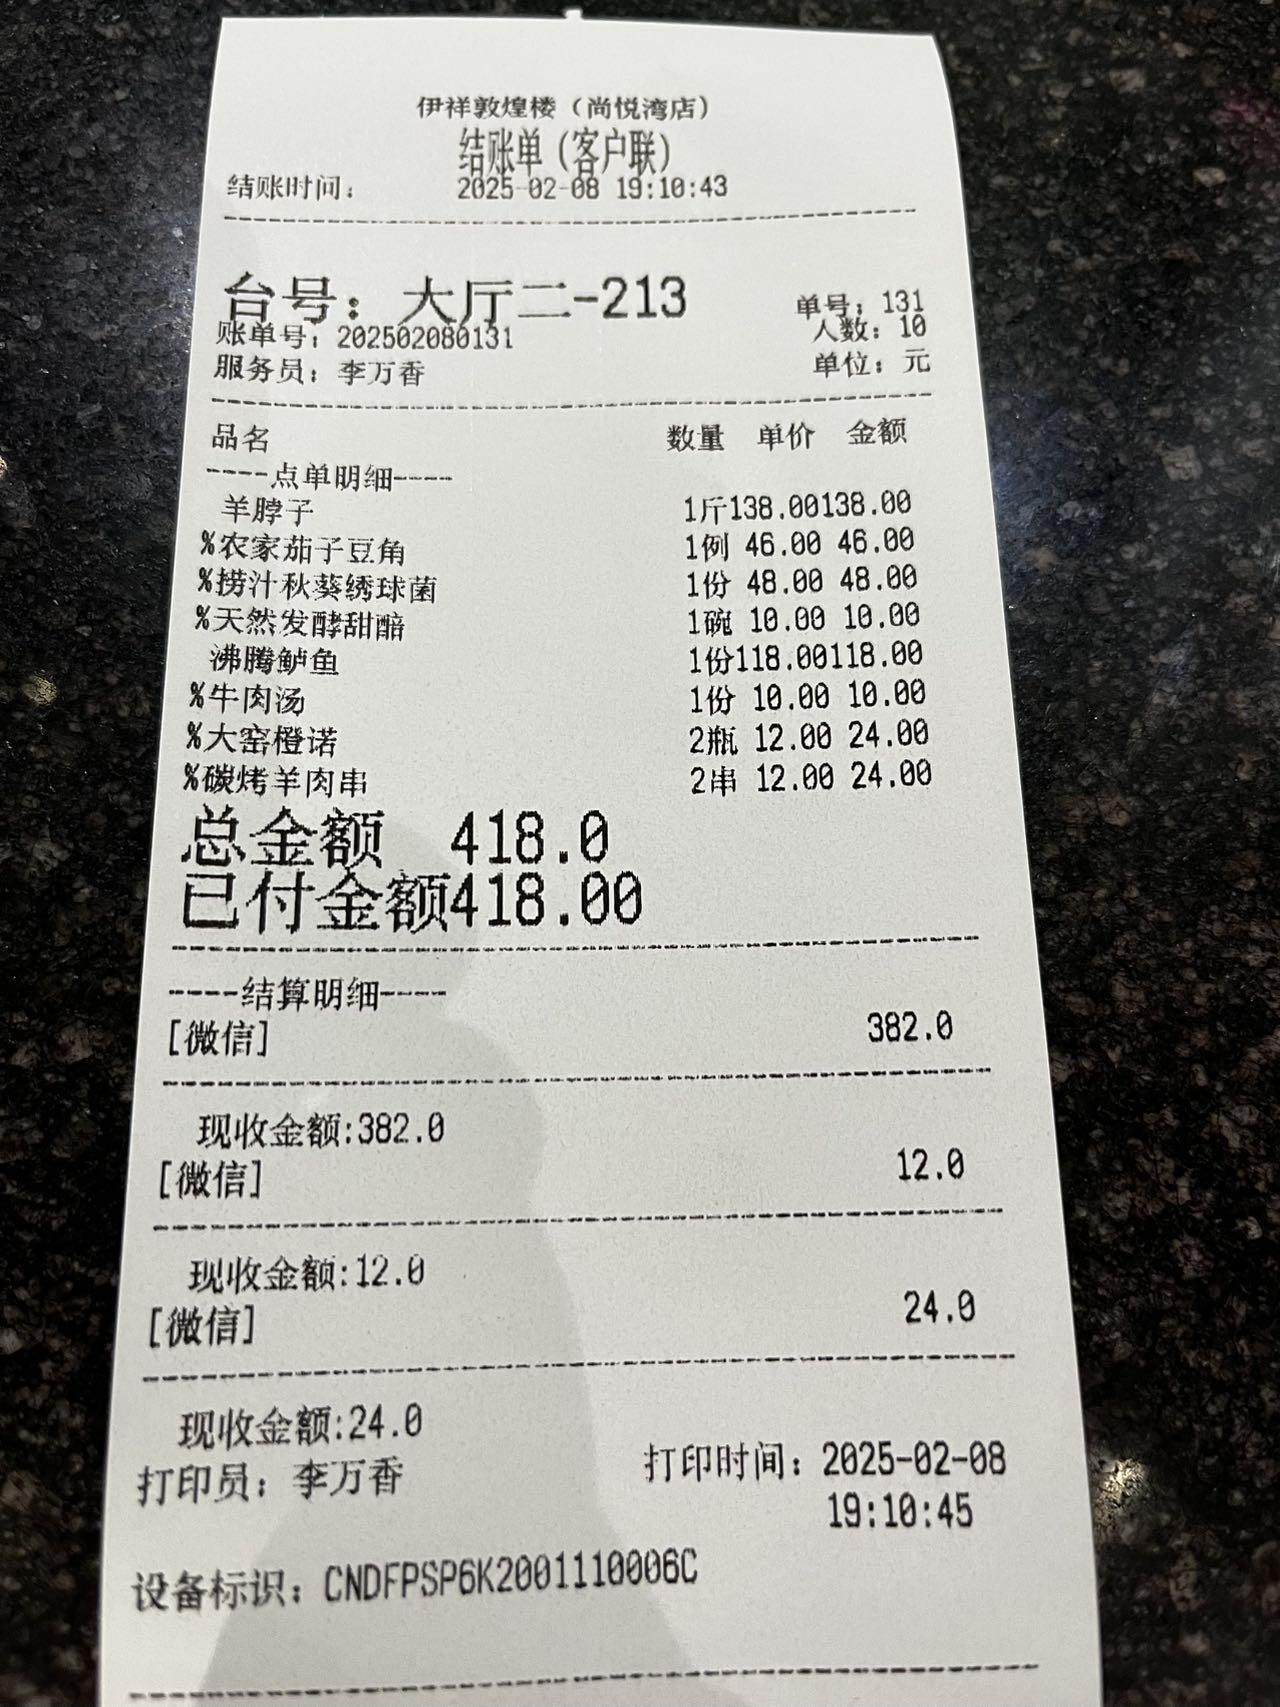 伊祥敦煌楼（尚悦湾店）
结账单（客户联）
结账时间： 2025-02-08 19:10:43
台号：大厅二-213 单号：131
账单号：202502080131 人数：10
服务员：李万香 单位：元
品名 数量 单价 金额
----点单明细----
羊脖子 1斤138.00138.00
%农家茄子豆角 1例 46.00 46.00
%捞汁秋葵绣球菌 1份 48.00 48.00
%天然发酵甜醅 1碗 10.00 10.00
沸腾鲈鱼 1份118.00118.00
%牛肉汤 1份 10.00 10.00
%大窑橙诺 2瓶 12.00 24.00
%碳烤羊肉串 2串 12.00 24.00
总金额 418.0
已付金额418.00
----结算明细----
[微信] 382.0
现收金额:382.0
[微信] 12.0
现收金额:12.0
[微信] 24.0
现收金额:24.0
打印员：李万香 打印时间：2025-02-08
19:10:45
设备标识：CNDFPSP6K2001110006C